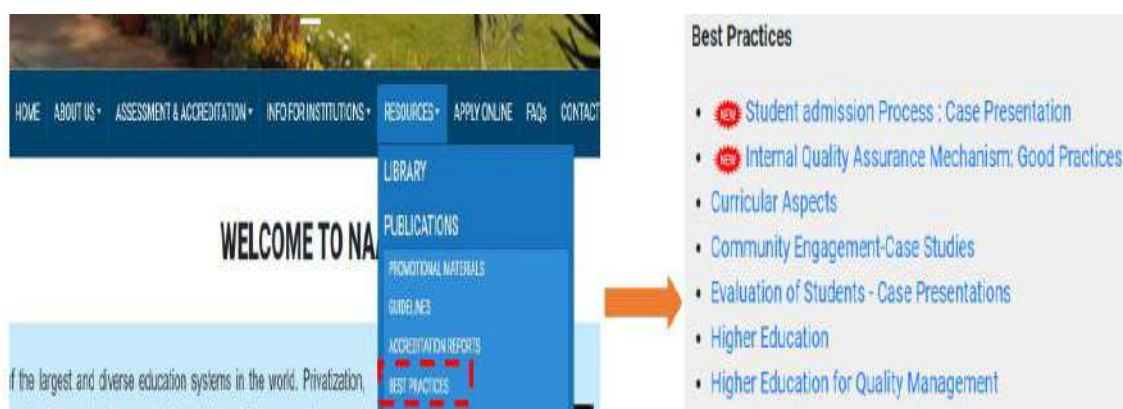 HOME ABOUT US ASSESSMENT & ACCREDITATION INFO FOR INSTITUTIONS RESOURCES APPLY ONLINE FAQs CONTACT
LIBRARY
PUBLICATIONS
PROMOTIONAL MATERIALS
GUIDELINES
ACCREDITATION REPORTS
BEST PRACTICES
WELCOME TO NA
f the largest and diverse education systems in the world. Privatization,
Best Practices
• NEW Student admission Process : Case Presentation
• NEW Internal Quality Assurance Mechanism: Good Practices
• Curricular Aspects
• Community Engagement-Case Studies
• Evaluation of Students - Case Presentations
• Higher Education
• Higher Education for Quality Management